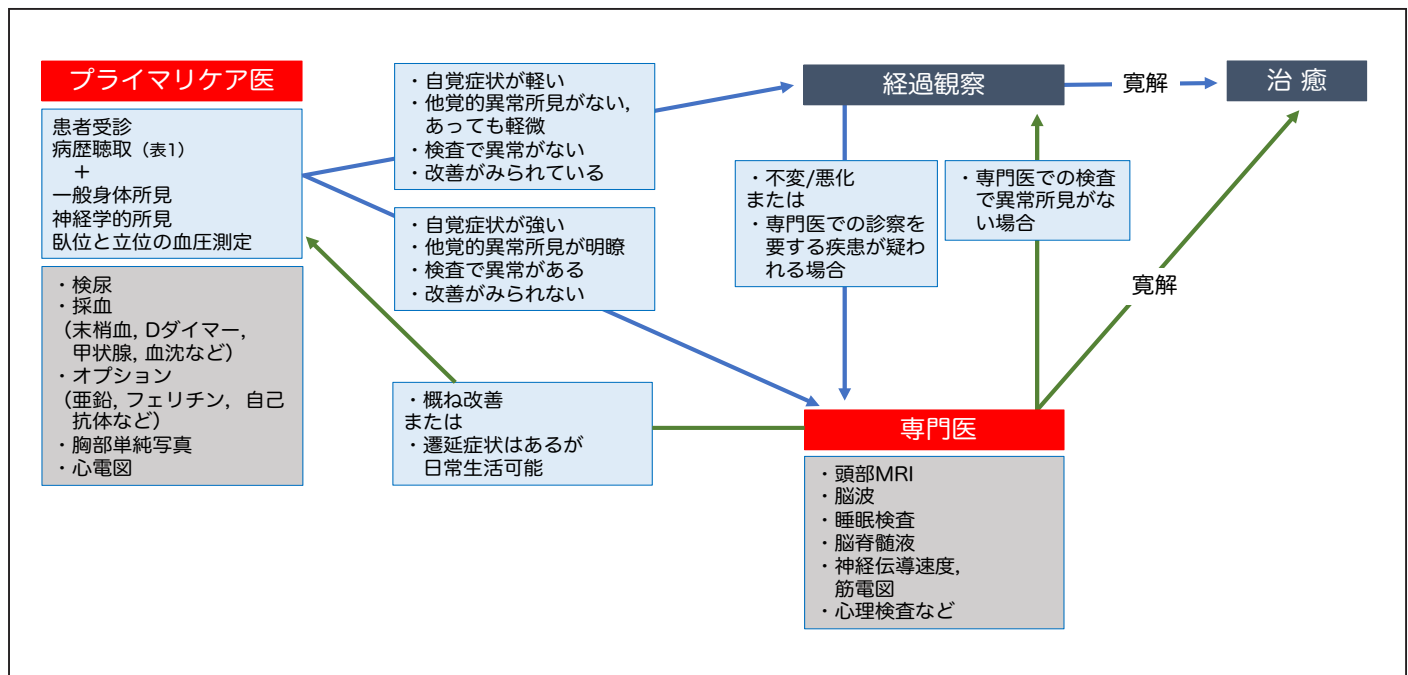 プライマリケア医
患者受診
病歴聴取（表1）
＋
一般身体所見
神経学的所見
臥位と立位の血圧測定
・検尿
・採血
（末梢血, Dダイマー,
甲状腺, 血沈など）
・オプション
（亜鉛, フェリチン, 自己
抗体など）
・胸部単純写真
・心電図
・自覚症状が軽い
・他覚的異常所見がない,
あっても軽微
・検査で異常がない
・改善がみられている
・自覚症状が強い
・他覚的異常所見が明瞭
・検査で異常がある
・改善がみられない
・概ね改善
または
・遷延症状はあるが
日常生活可能
経過観察
寛解
治 癒
・不変/悪化
または
・専門医での診察を
要する疾患が疑わ
れる場合
・専門医での検査
で異常所見がな
い場合
寛解
専門医
・頭部MRI
・脳波
・睡眠検査
・脳脊髄液
・神経伝導速度,
筋電図
・心理検査など